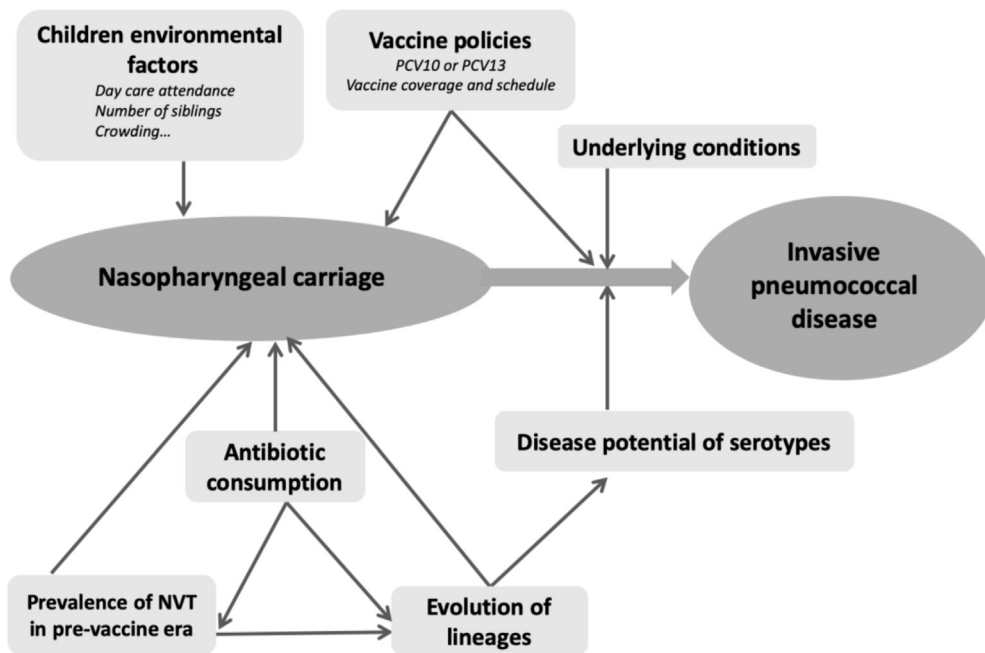 Children environmental
factors
Day care attendance
Number of siblings
Crowding...
Vaccine policies
PCV10 or PCV13
Vaccine coverage and schedule
Underlying conditions
Nasopharyngeal carriage
Invasive
pneumococcal
disease
Antibiotic
consumption
Disease potential of serotypes
Prevalence of NVT
in pre-vaccine era
Evolution of
lineages